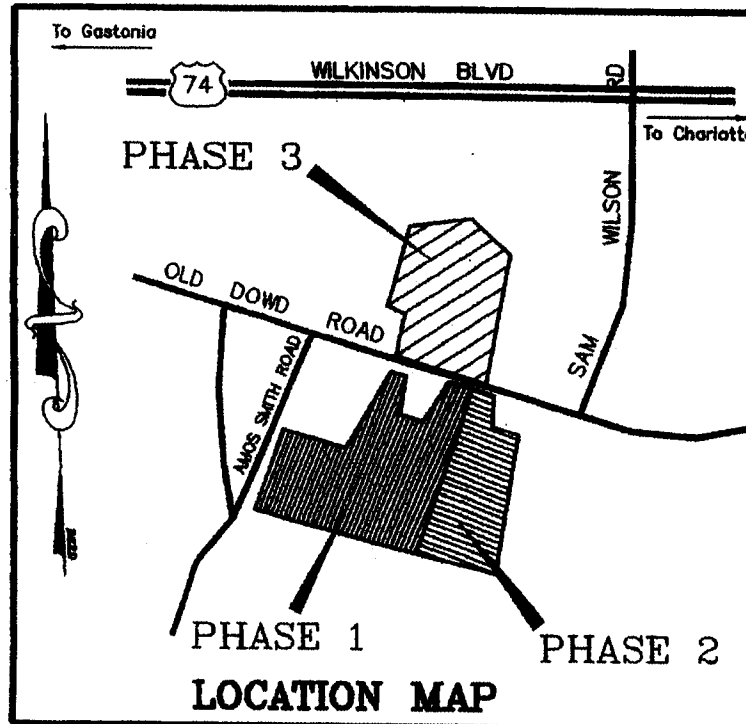 To Gastonia
74
WILKINSON BLVD
To Charlotte
PHASE 3
SAM WILSON RD
OLD DOWD ROAD
AMOS SMITH ROAD
PHASE 1
PHASE 2
LOCATION MAP